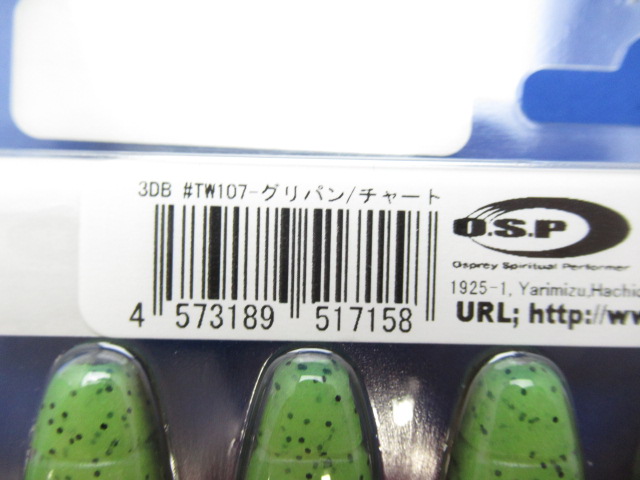 3DB #TW107-グリパン/チャート
4 573189 517158
O.S.P
Osprey Spiritual Performer
1925-1, Yarimizu,Hachio
URL; http://ww